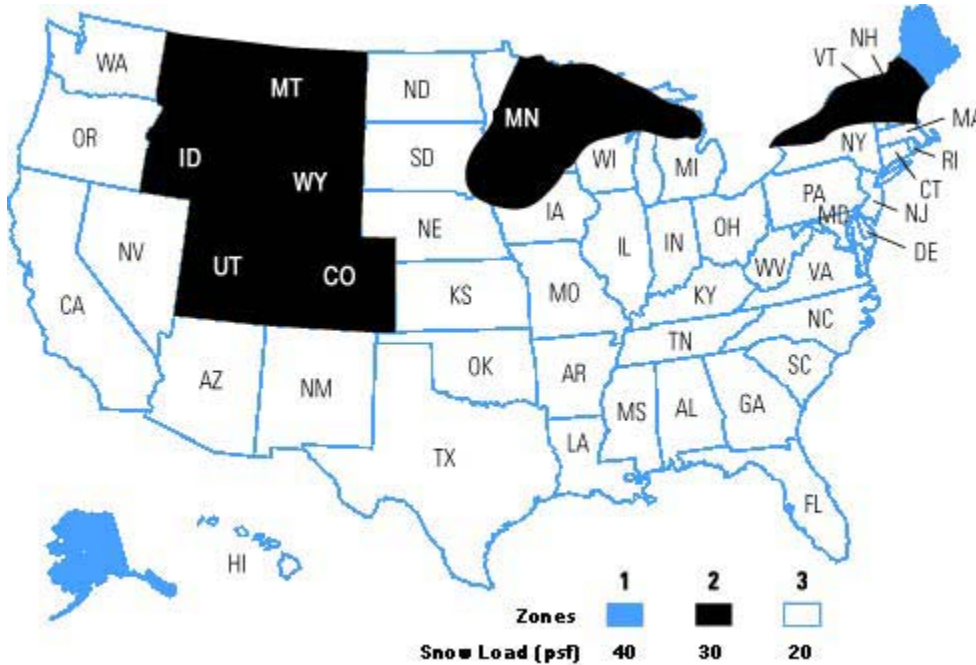 NH
VT
WA
MT
ND
MN
OR
MA
ID
SD
WI
NY
RI
WY
MI
CT
IA
PA
NE
OH
MD
NJ
NV
IL
IN
DE
UT
CO
WV
VA
CA
KS
MO
KY
NC
TN
OK
AR
SC
AZ
NM
MS
AL
GA
LA
TX
FL
HI
1 2 3
Zones
Snow Load (psf) 40 30 20